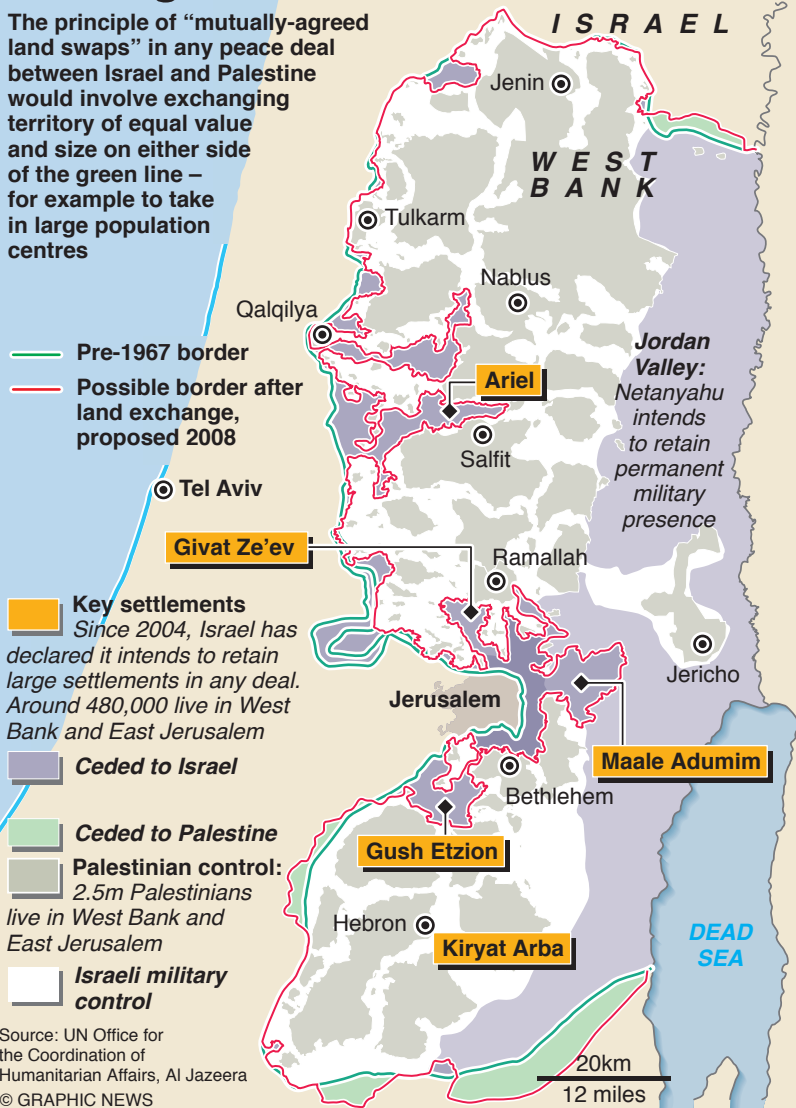 The principle of “mutually-agreed
land swaps” in any peace deal
between Israel and Palestine
would involve exchanging
territory of equal value
and size on either side
of the green line –
for example to take
in large population
centres
Pre-1967 border
Possible border after
land exchange,
proposed 2008
Tel Aviv
Key settlements
Since 2004, Israel has
declared it intends to retain
large settlements in any deal.
Around 480,000 live in West
Bank and East Jerusalem
Ceded to Israel
Ceded to Palestine
Palestinian control:
2.5m Palestinians
live in West Bank and
East Jerusalem
Israeli military
control
Source: UN Office for
the Coordination of
Humanitarian Affairs, Al Jazeera
© GRAPHIC NEWS
ISRAEL
Jenin
WEST
BANK
Tulkarm
Nablus
Qalqilya
Jordan
Valley:
Netanyahu
intends
to retain
permanent
military
presence
Ariel
Salfit
Givat Ze’ev
Ramallah
Jericho
Jerusalem
Maale Adumim
Bethlehem
Gush Etzion
Hebron
Kiryat Arba
DEAD
SEA
20km
12 miles